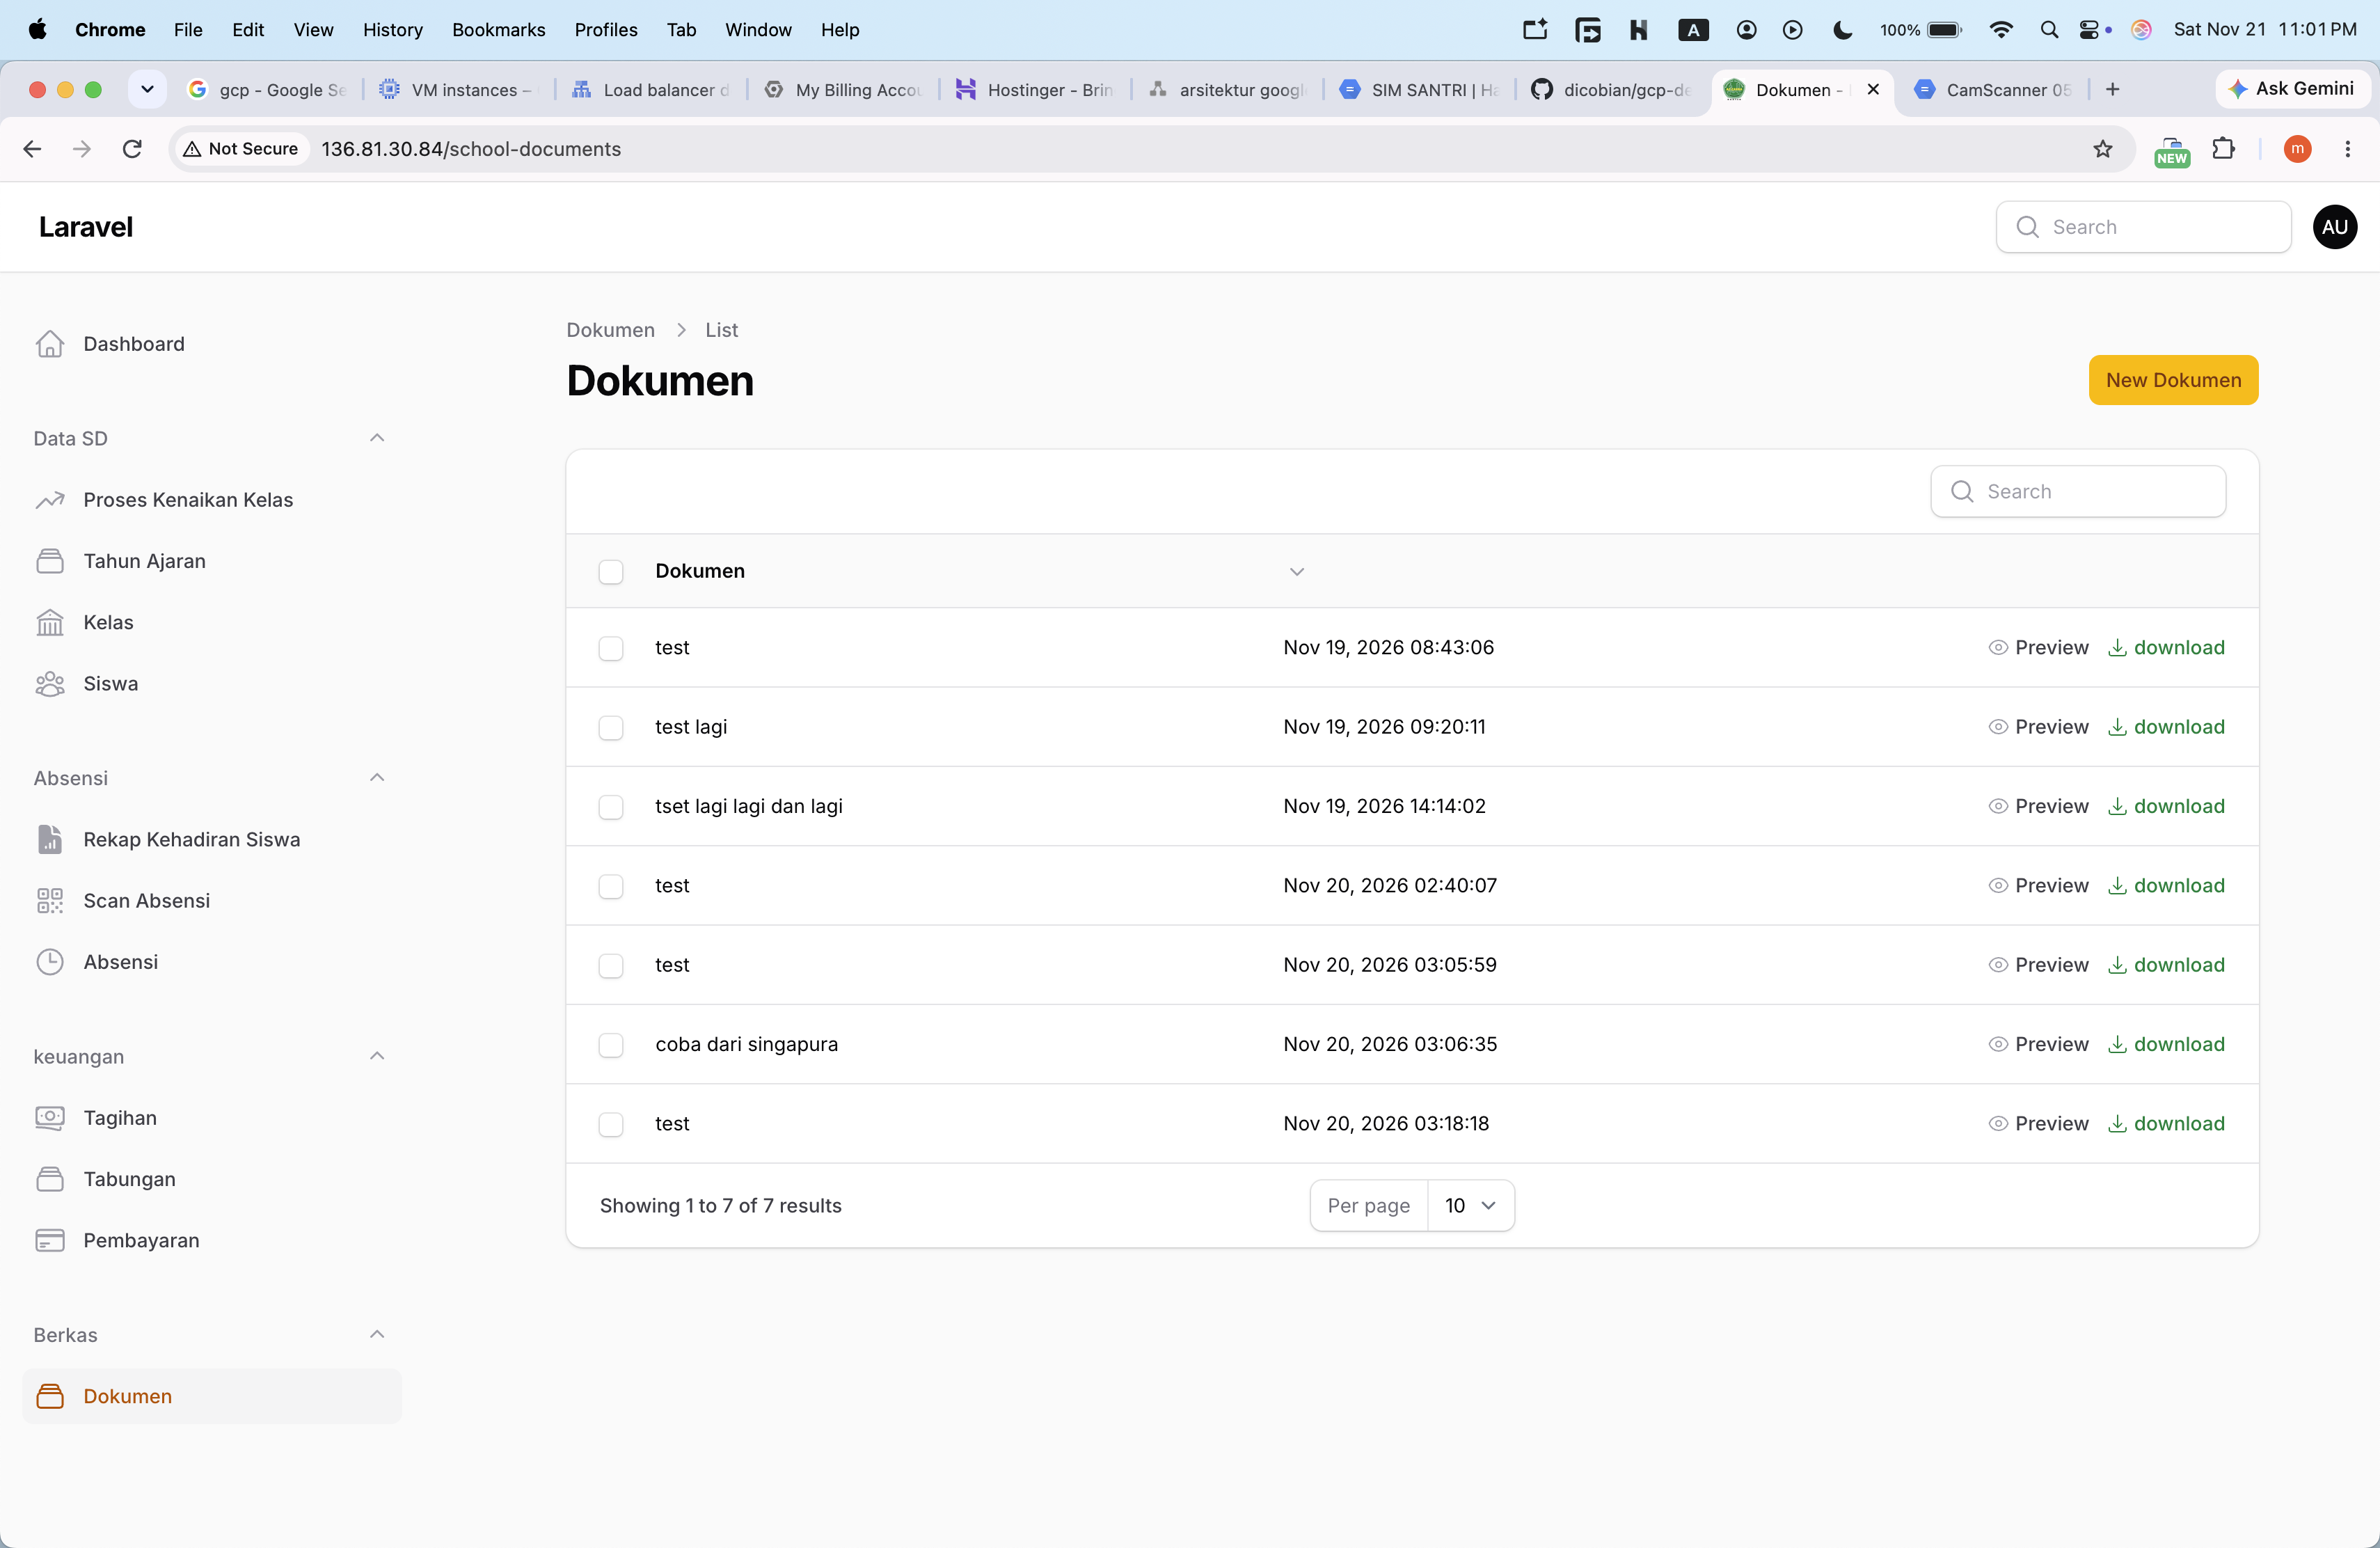 Chrome File Edit View History Bookmarks Profiles Tab Window Help A 100% Sat Nov 21 11:01 PM
gcp - Google Se VM instances – Load balancer d My Billing Accou Hostinger - Brin arsitektur googl SIM SANTRI | Ha dicobian/gcp-de Dokumen - CamScanner 05 Ask Gemini
Not Secure 136.81.30.84/school-documents NEW m
Laravel Search AU
Dashboard
Data SD
Proses Kenaikan Kelas
Tahun Ajaran
Kelas
Siswa
Absensi
Rekap Kehadiran Siswa
Scan Absensi
Absensi
keuangan
Tagihan
Tabungan
Pembayaran
Berkas
Dokumen
Dokumen List
Dokumen
New Dokumen
Search
Dokumen
test Nov 19, 2026 08:43:06 Preview download
test lagi Nov 19, 2026 09:20:11 Preview download
tset lagi lagi dan lagi Nov 19, 2026 14:14:02 Preview download
test Nov 20, 2026 02:40:07 Preview download
test Nov 20, 2026 03:05:59 Preview download
coba dari singapura Nov 20, 2026 03:06:35 Preview download
test Nov 20, 2026 03:18:18 Preview download
Showing 1 to 7 of 7 results Per page 10